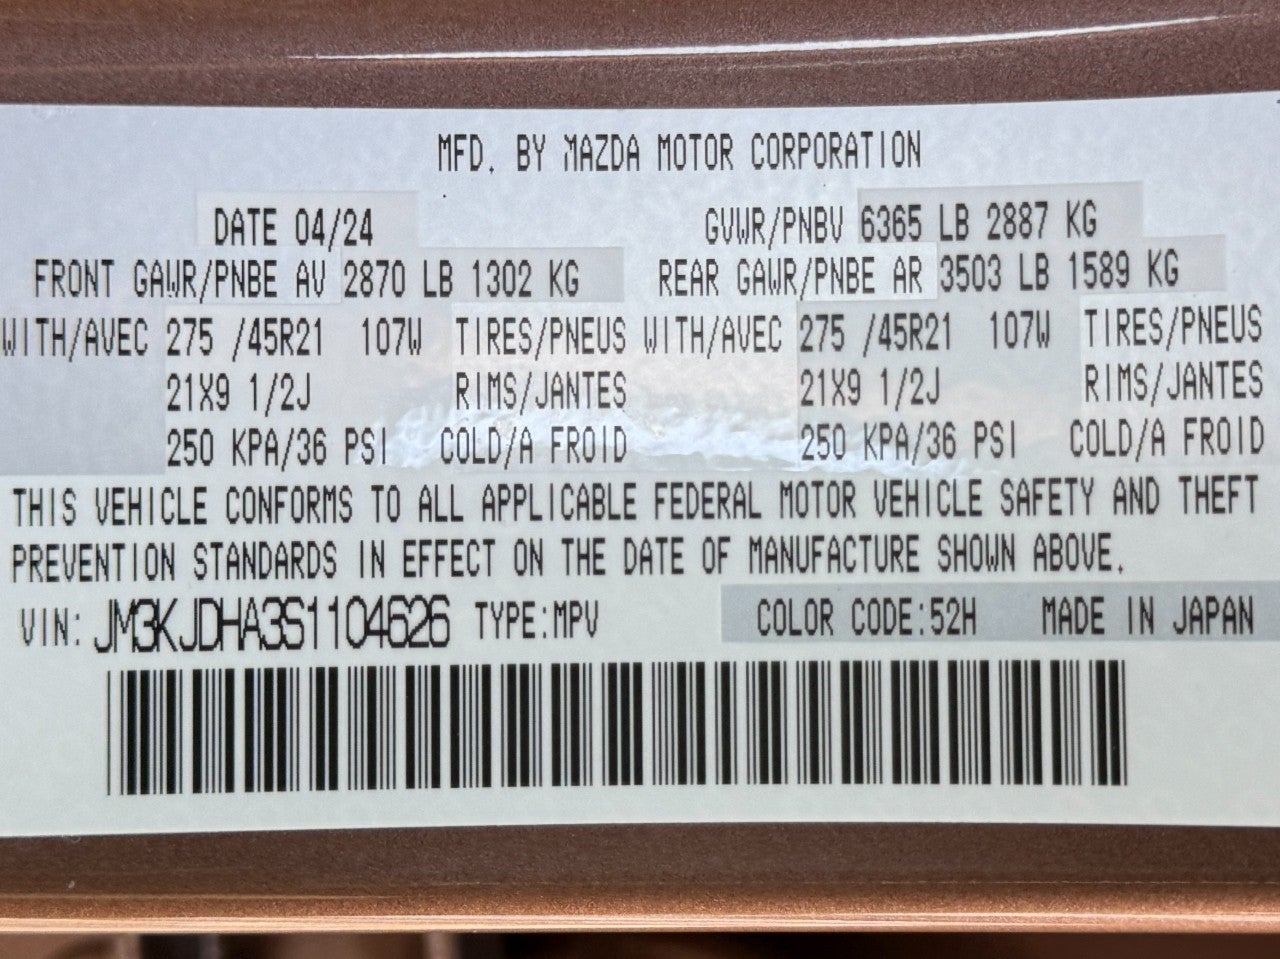 MFD. BY MAZDA MOTOR CORPORATION
DATE 04/24 GVWR/PNBV 6365 LB 2887 KG
FRONT GAWR/PNBE AV 2870 LB 1302 KG REAR GAWR/PNBE AR 3503 LB 1589 KG
WITH/AVEC 275 /45R21 107W TIRES/PNEUS WITH/AVEC 275 /45R21 107W TIRES/PNEUS
21X9 1/2J RIMS/JANTES 21X9 1/2J RIMS/JANTES
250 KPA/36 PSI COLD/A FROID 250 KPA/36 PSI COLD/A FROID
THIS VEHICLE CONFORMS TO ALL APPLICABLE FEDERAL MOTOR VEHICLE SAFETY AND THEFT
PREVENTION STANDARDS IN EFFECT ON THE DATE OF MANUFACTURE SHOWN ABOVE.
VIN: JM3KJDHA3S1104626 TYPE:MPV COLOR CODE:52H MADE IN JAPAN